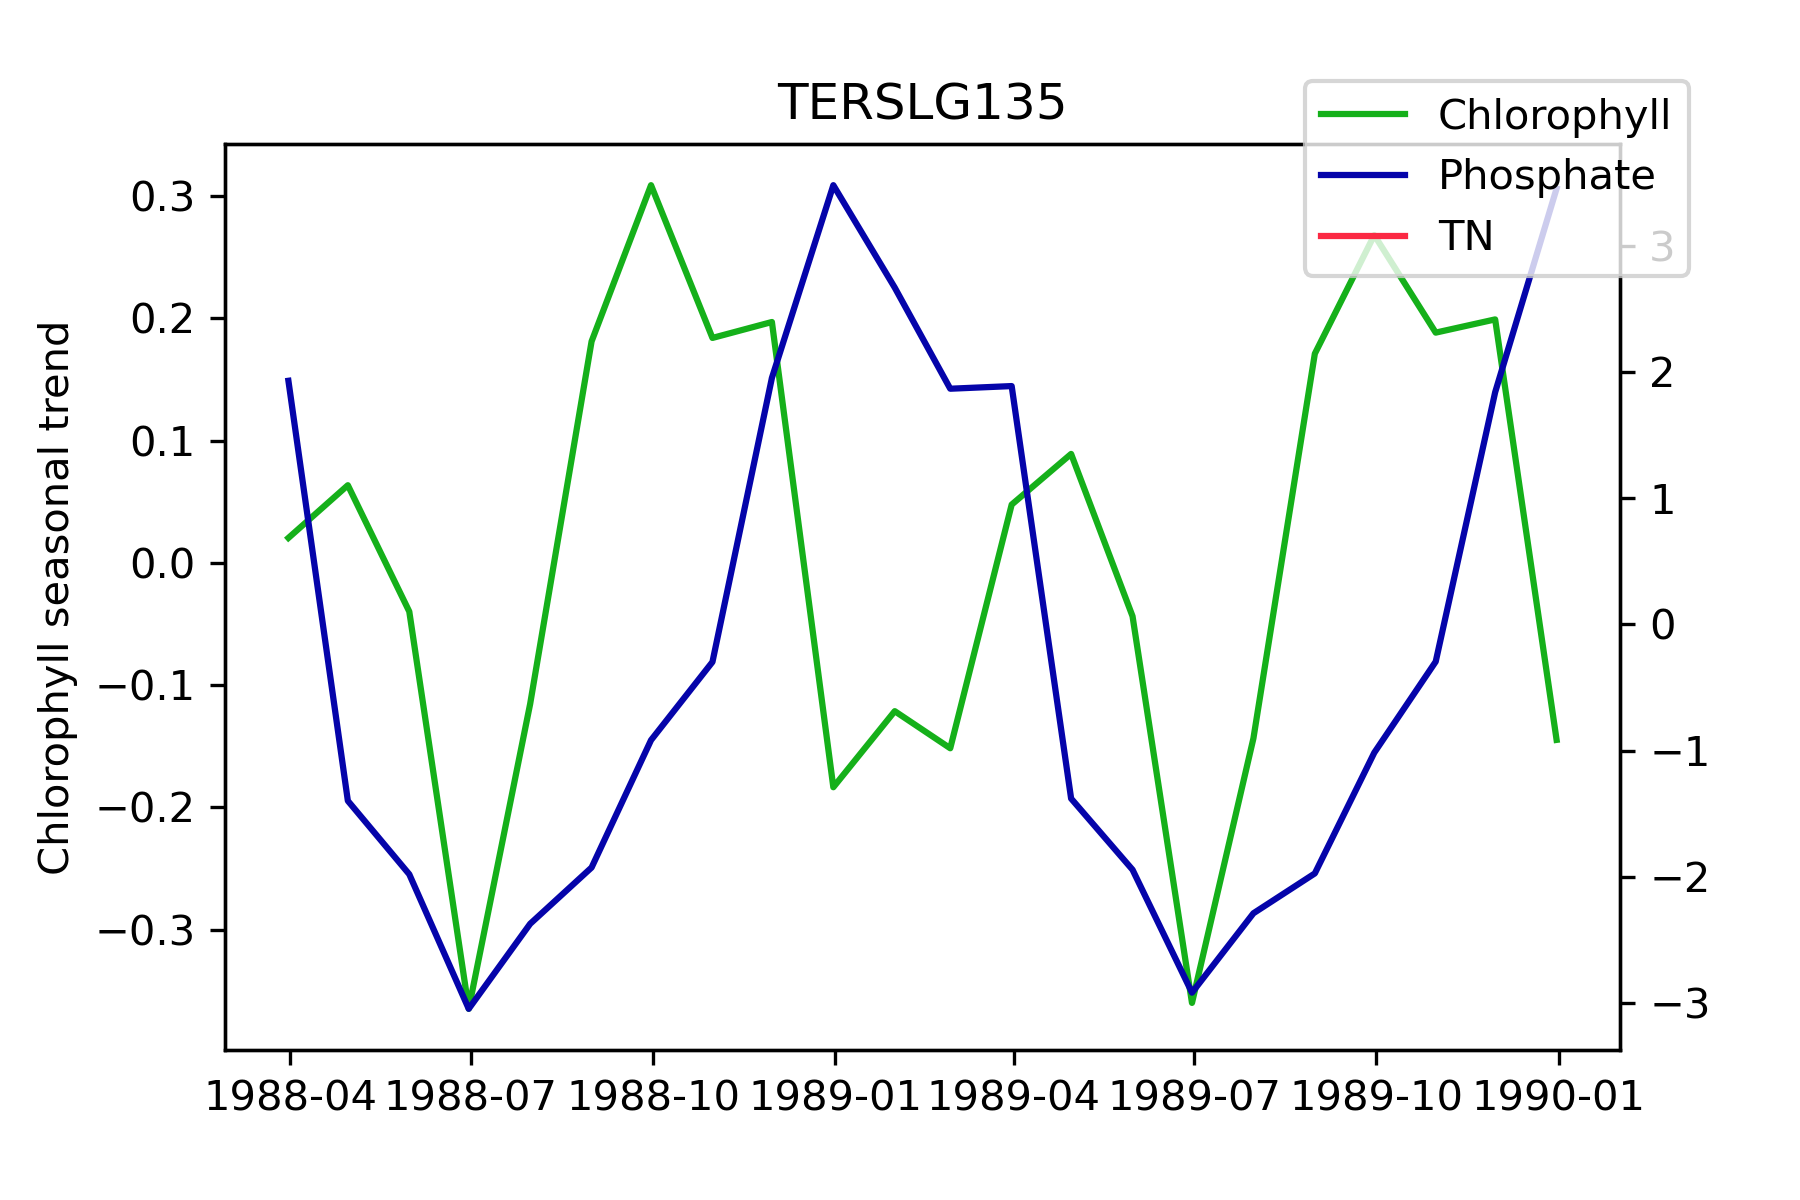 TERSLG135
Chlorophyll
Phosphate
TN
Chlorophyll seasonal trend
0.3
0.2
0.1
0.0
−0.1
−0.2
−0.3
3
2
1
0
−1
−2
−3
1988-04 1988-07 1988-10 1989-01 1989-04 1989-07 1989-10 1990-01